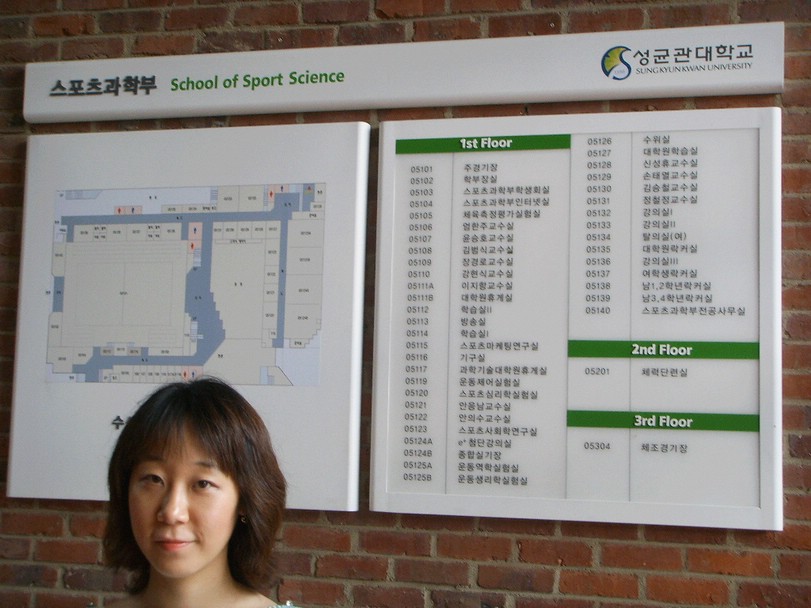 스포츠과학부 School of Sport Science
성균관대학교
SUNGKYUNKWAN UNIVERSITY
수
1st Floor
05101 주경기장
05102 학부장실
05103 스포츠과학부학생회실
05104 스포츠과학부인터넷실
05105 체육측정평가실험실
05106 엄한주교수실
05107 윤승호교수실
05108 김범식교수실
05109 장경로교수실
05110 강현식교수실
05111A 이지항교수실
05111B 대학원휴게실
05112 학습실II
05113 방송실
05114 학습실I
05115 스포츠마케팅연구실
05116 기구실
05117 과학기술대학원휴게실
05119 운동제어실험실
05120 스포츠심리학실험실
05121 안응남교수실
05122 안의수교수실
05123 스포츠사회학연구실
05124A e+ 첨단강의실
05124B 종합실기장
05125A 운동역학실험실
05125B 운동생리학실험실
05126 수위실
05127 대학원학습실
05128 신성휴교수실
05129 손태열교수실
05130 김승철교수실
05131 정철정교수실
05132 강의실I
05133 강의실II
05134 탈의실(여)
05135 대학원락커실
05136 강의실III
05137 여학생락커실
05138 남1,2학년락커실
05139 남3,4학년락커실
05140 스포츠과학부전공사무실
2nd Floor
05201 체력단련실
3rd Floor
05304 체조경기장